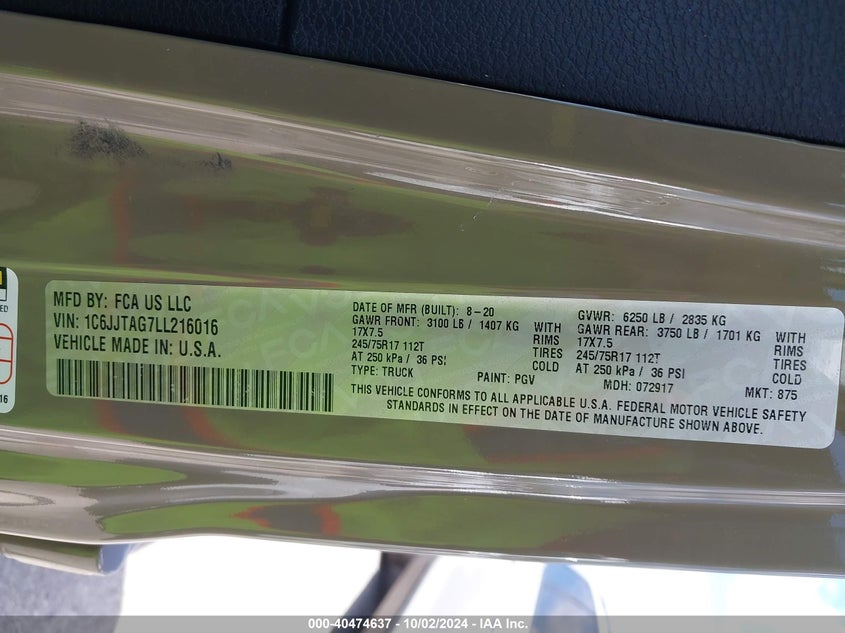 MFD BY: FCA US LLC
VIN: 1C6JJTAG7LL216016
VEHICLE MADE IN: U.S.A.
DATE OF MFR (BUILT): 8-20
GAWR FRONT: 3100 LB / 1407 KG WITH
17X7.5 RIMS
245/75R17 112T TIRES
AT 250 kPa / 36 PSI COLD
TYPE: TRUCK PAINT: PGV
GVWR: 6250 LB / 2835 KG
GAWR REAR: 3750 LB / 1701 KG WITH
17X7.5 RIMS
245/75R17 112T TIRES
AT 250 kPa / 36 PSI COLD
MDH: 072917 MKT: 875
THIS VEHICLE CONFORMS TO ALL APPLICABLE U.S.A. FEDERAL MOTOR VEHICLE SAFETY
STANDARDS IN EFFECT ON THE DATE OF MANUFACTURE SHOWN ABOVE.
ED
16
000-40474637 - 10/02/2024 - IAA Inc.